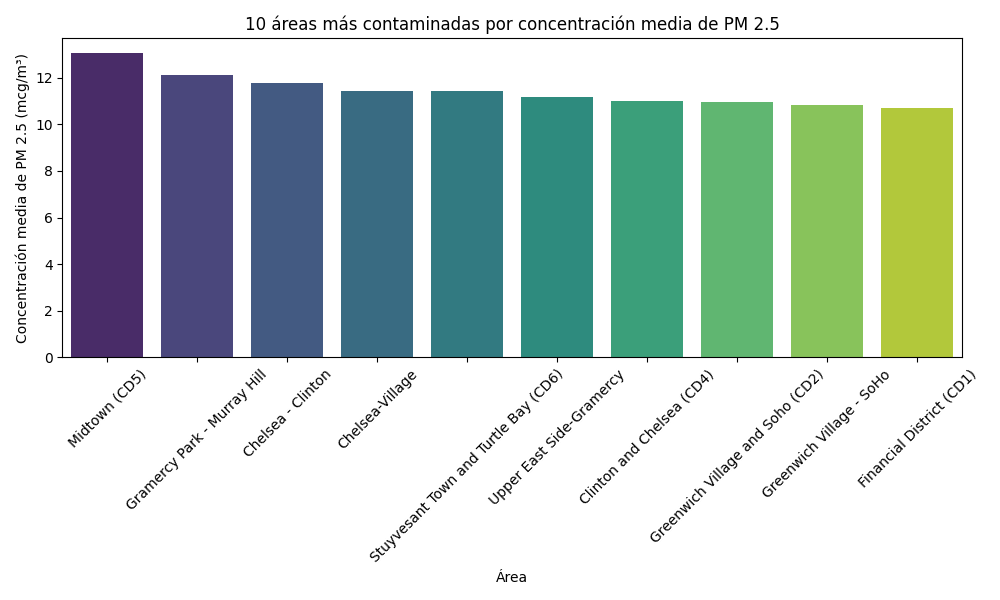 10 áreas más contaminadas por concentración media de PM 2.5
Concentración media de PM 2.5 (mcg/m³)
12
10
8
6
4
2
0
Midtown (CD5)
Gramercy Park - Murray Hill
Chelsea - Clinton
Chelsea-Village
Stuyvesant Town and Turtle Bay (CD6)
Upper East Side-Gramercy
Clinton and Chelsea (CD4)
Greenwich Village and Soho (CD2)
Greenwich Village - SoHo
Financial District (CD1)
Área